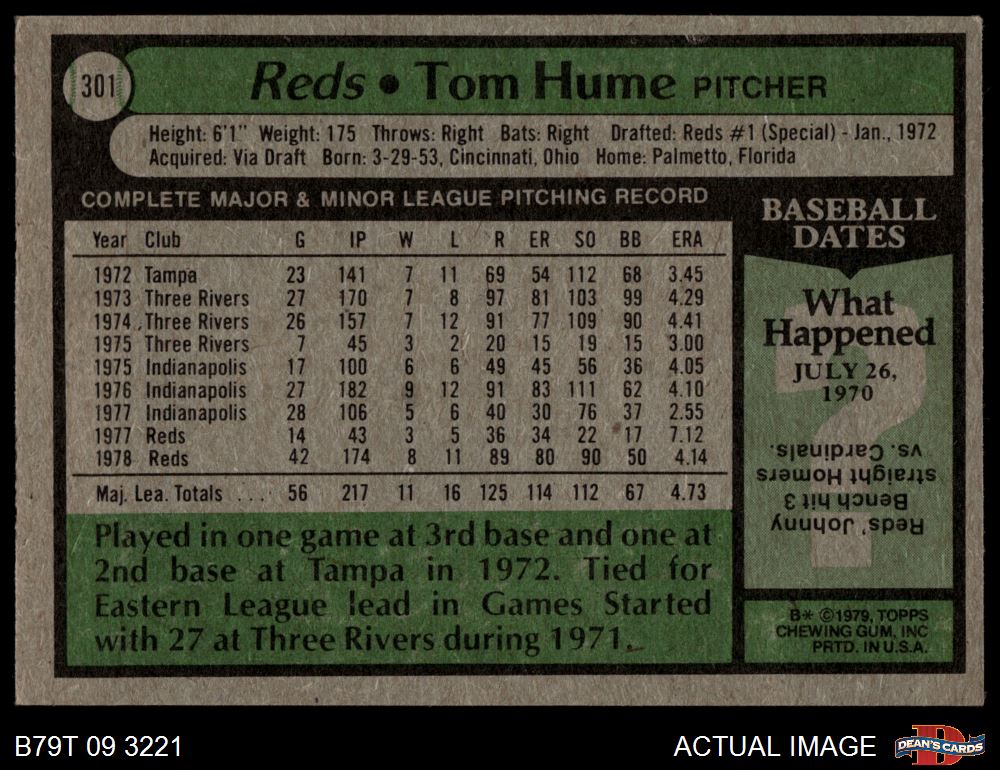 301
Reds • Tom Hume PITCHER
Height: 6'1" Weight: 175 Throws: Right Bats: Right Drafted: Reds #1 (Special) - Jan., 1972
Acquired: Via Draft Born: 3-29-53, Cincinnati, Ohio Home: Palmetto, Florida
COMPLETE MAJOR & MINOR LEAGUE PITCHING RECORD
Year Club G IP W L R ER SO BB ERA
1972 Tampa 23 141 7 11 69 54 112 68 3.45
1973 Three Rivers 27 170 7 8 97 81 103 99 4.29
1974 Three Rivers 26 157 7 12 91 77 109 90 4.41
1975 Three Rivers 7 45 3 2 20 15 19 15 3.00
1975 Indianapolis 17 100 6 6 49 45 56 36 4.05
1976 Indianapolis 27 182 9 12 91 83 111 62 4.10
1977 Indianapolis 28 106 5 6 40 30 76 37 2.55
1977 Reds 14 43 3 5 36 34 22 17 7.12
1978 Reds 42 174 8 11 89 80 90 50 4.14
Maj. Lea. Totals .... 56 217 11 16 125 114 112 67 4.73
Played in one game at 3rd base and one at
2nd base at Tampa in 1972. Tied for
Eastern League lead in Games Started
with 27 at Three Rivers during 1971.
BASEBALL
DATES
What
Happened
JULY 26,
1970
Reds' Johnny
Bench hit 3
straight Homers
vs. Cardinals.
B* ©1979, TOPPS
CHEWING GUM, INC
PRTD. IN U.S.A.
B79T 09 3221
ACTUAL IMAGE
DEAN'S CARDS